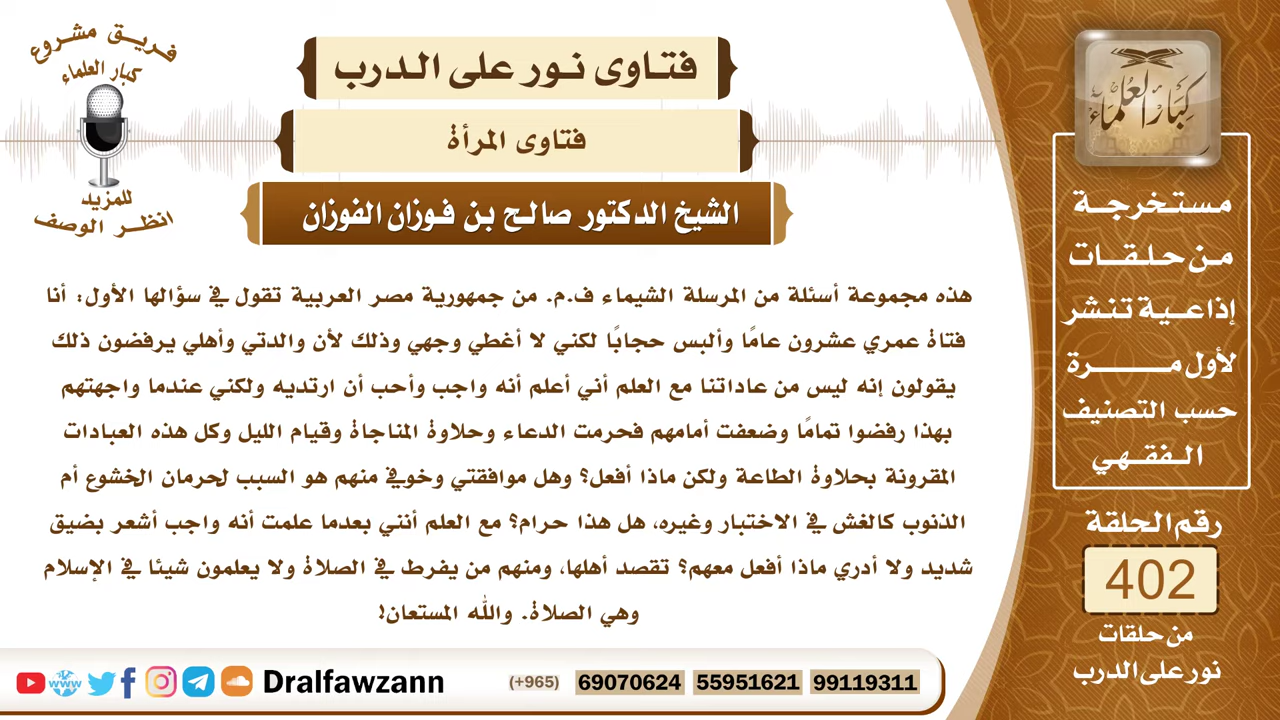 فريق مشروع
كبار العلماء
للمزيد
انظر الوصف
فتاوى نور على الدرب
فتاوى المرأة
الشيخ الدكتور صالح بن فوزان الفوزان
هذه مجموعة أسئلة من المرسلة الشيماء ف.م. من جمهورية مصر العربية تقول في سؤالها الأول: أنا
فتاة عمري عشرون عامًا وألبس حجابًا لكني لا أغطي وجهي وذلك لأن والدتي وأهلي يرفضون ذلك
يقولون إنه ليس من عاداتنا مع العلم أني أعلم أنه واجب وأحب أن ارتديه ولكني عندما واجهتهم
بهذا رفضوا تمامًا وضعفت أمامهم فحرمت الدعاء وحلاوة المناجاة وقيام الليل وكل هذه العبادات
المقرونة بحلاوة الطاعة ولكن ماذا أفعل؟ وهل موافقتي وخوفي منهم هو السبب لحرمان الخشوع أم
الذنوب كالغش في الاختبار وغيره، هل هذا حرام؟ مع العلم أنني بعدما علمت أنه واجب أشعر بضيق
شديد ولا أدري ماذا أفعل معهم؟ تقصد أهلها، ومنهم من يفرط في الصلاة ولا يعلمون شيئا في الإسلام
وهي الصلاة. والله المستعان!
كبار العلماء
مستخرجة
من حلقات
إذاعية تنشر
لأول مرة
حسب التصنيف
الفقهي
رقم الحلقة
402
من حلقات
نور على الدرب
www
Dralfawzann
(+965) 69070624 55951621 99119311